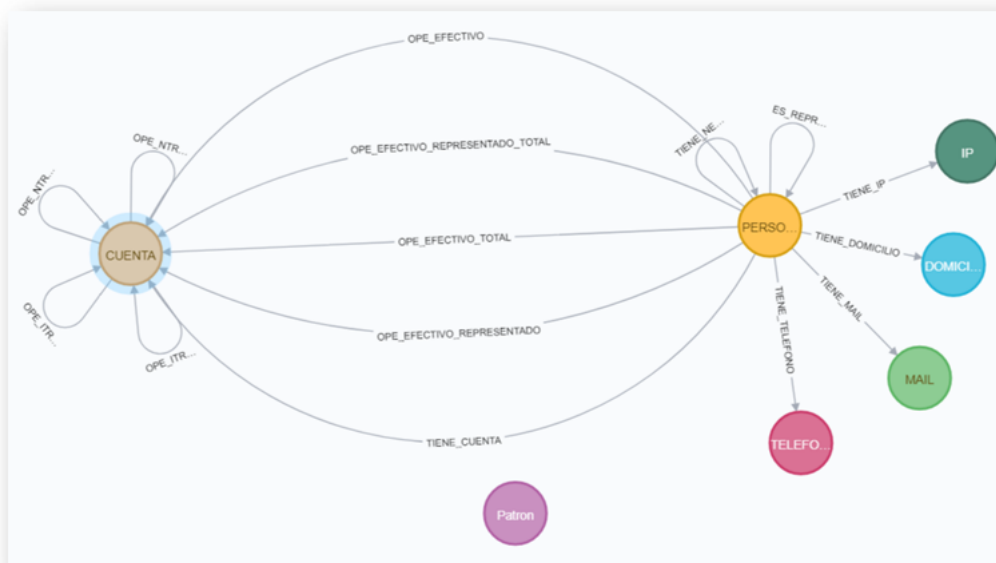 OPE_EFECTIVO
OPE_NTR...
TIENE_NE...
ES_REPR...
OPE_EFECTIVO_REPRESENTADO_TOTAL
IP
OPE_NTR...
TIENE_IP
CUENTA
PERSO...
OPE_EFECTIVO_TOTAL
TIENE_DOMICILIO
DOMICI...
OPE_ITR...
TIENE_MAIL
TIENE_TELEFONO
OPE_EFECTIVO_REPRESENTADO
OPE_ITR...
MAIL
TIENE_CUENTA
TELEFO...
Patron